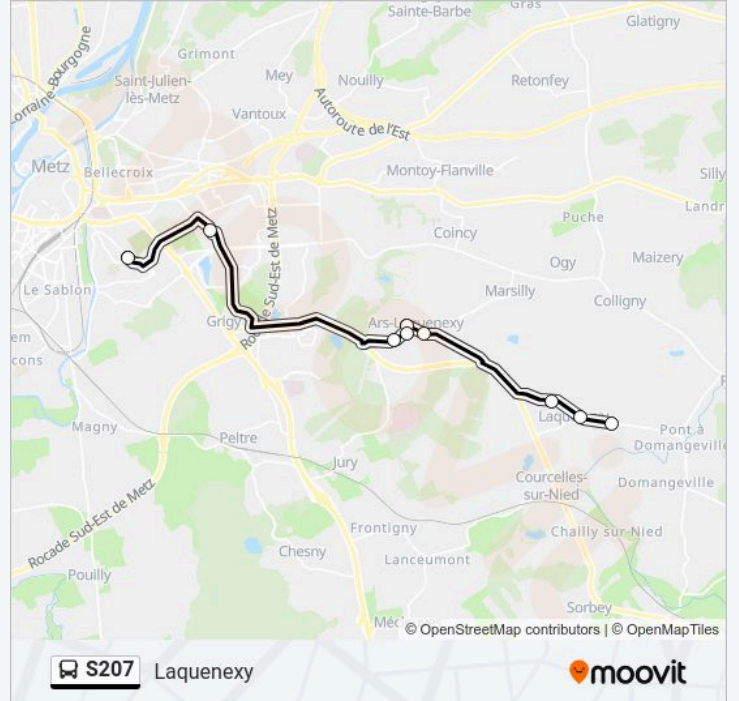 Sainte-Barbe
Gras
Glatigny
Lorraine-Bourgogne
Grimont
Saint-Julien-
lès-Metz
Mey
Nouilly
Retonfey
Vantoux
Autoroute de l'Est
Metz
Bellecroix
Montoy-Flanville
Silly
Landr
Puche
Coincy
Ogy
Maizery
Rocade Sud-Est de Metz
Le Sablon
Marsilly
Colligny
Grigy
Ars-Laquenexy
em
cons
Magny
Peltre
Jury
Pont à
Domangeville
Courcelles-
sur-Nied
Domangeville
Rocade Sud-Est de Metz
Frontigny
Chailly sur Nied
Chesny
Lanceumont
Pouilly
Sorbey
© OpenStreetMap contributors | © OpenMapTiles
S207 Laquenexy
moovit